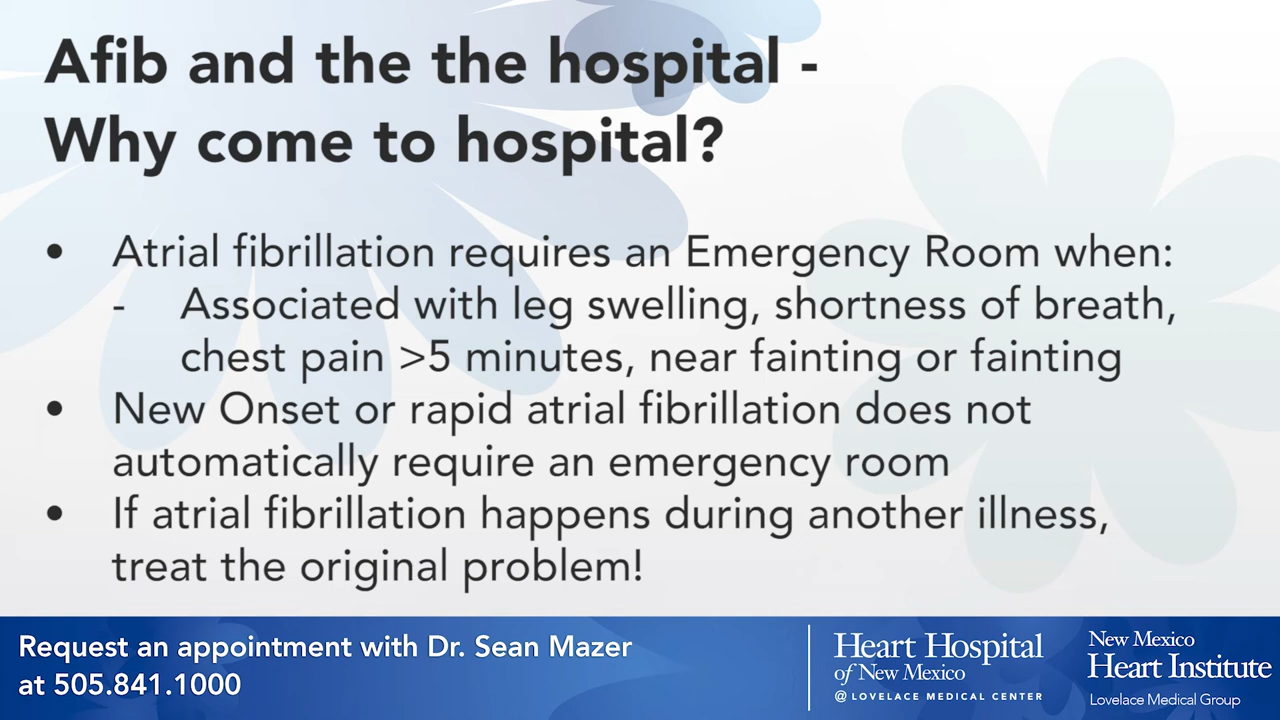 Afib and the the hospital -
Why come to hospital?
• Atrial fibrillation requires an Emergency Room when:
- Associated with leg swelling, shortness of breath,
chest pain >5 minutes, near fainting or fainting
• New Onset or rapid atrial fibrillation does not
automatically require an emergency room
• If atrial fibrillation happens during another illness,
treat the original problem!
Request an appointment with Dr. Sean Mazer
at 505.841.1000
Heart Hospital
of New Mexico
@ LOVELACE MEDICAL CENTER
New Mexico
Heart Institute
Lovelace Medical Group